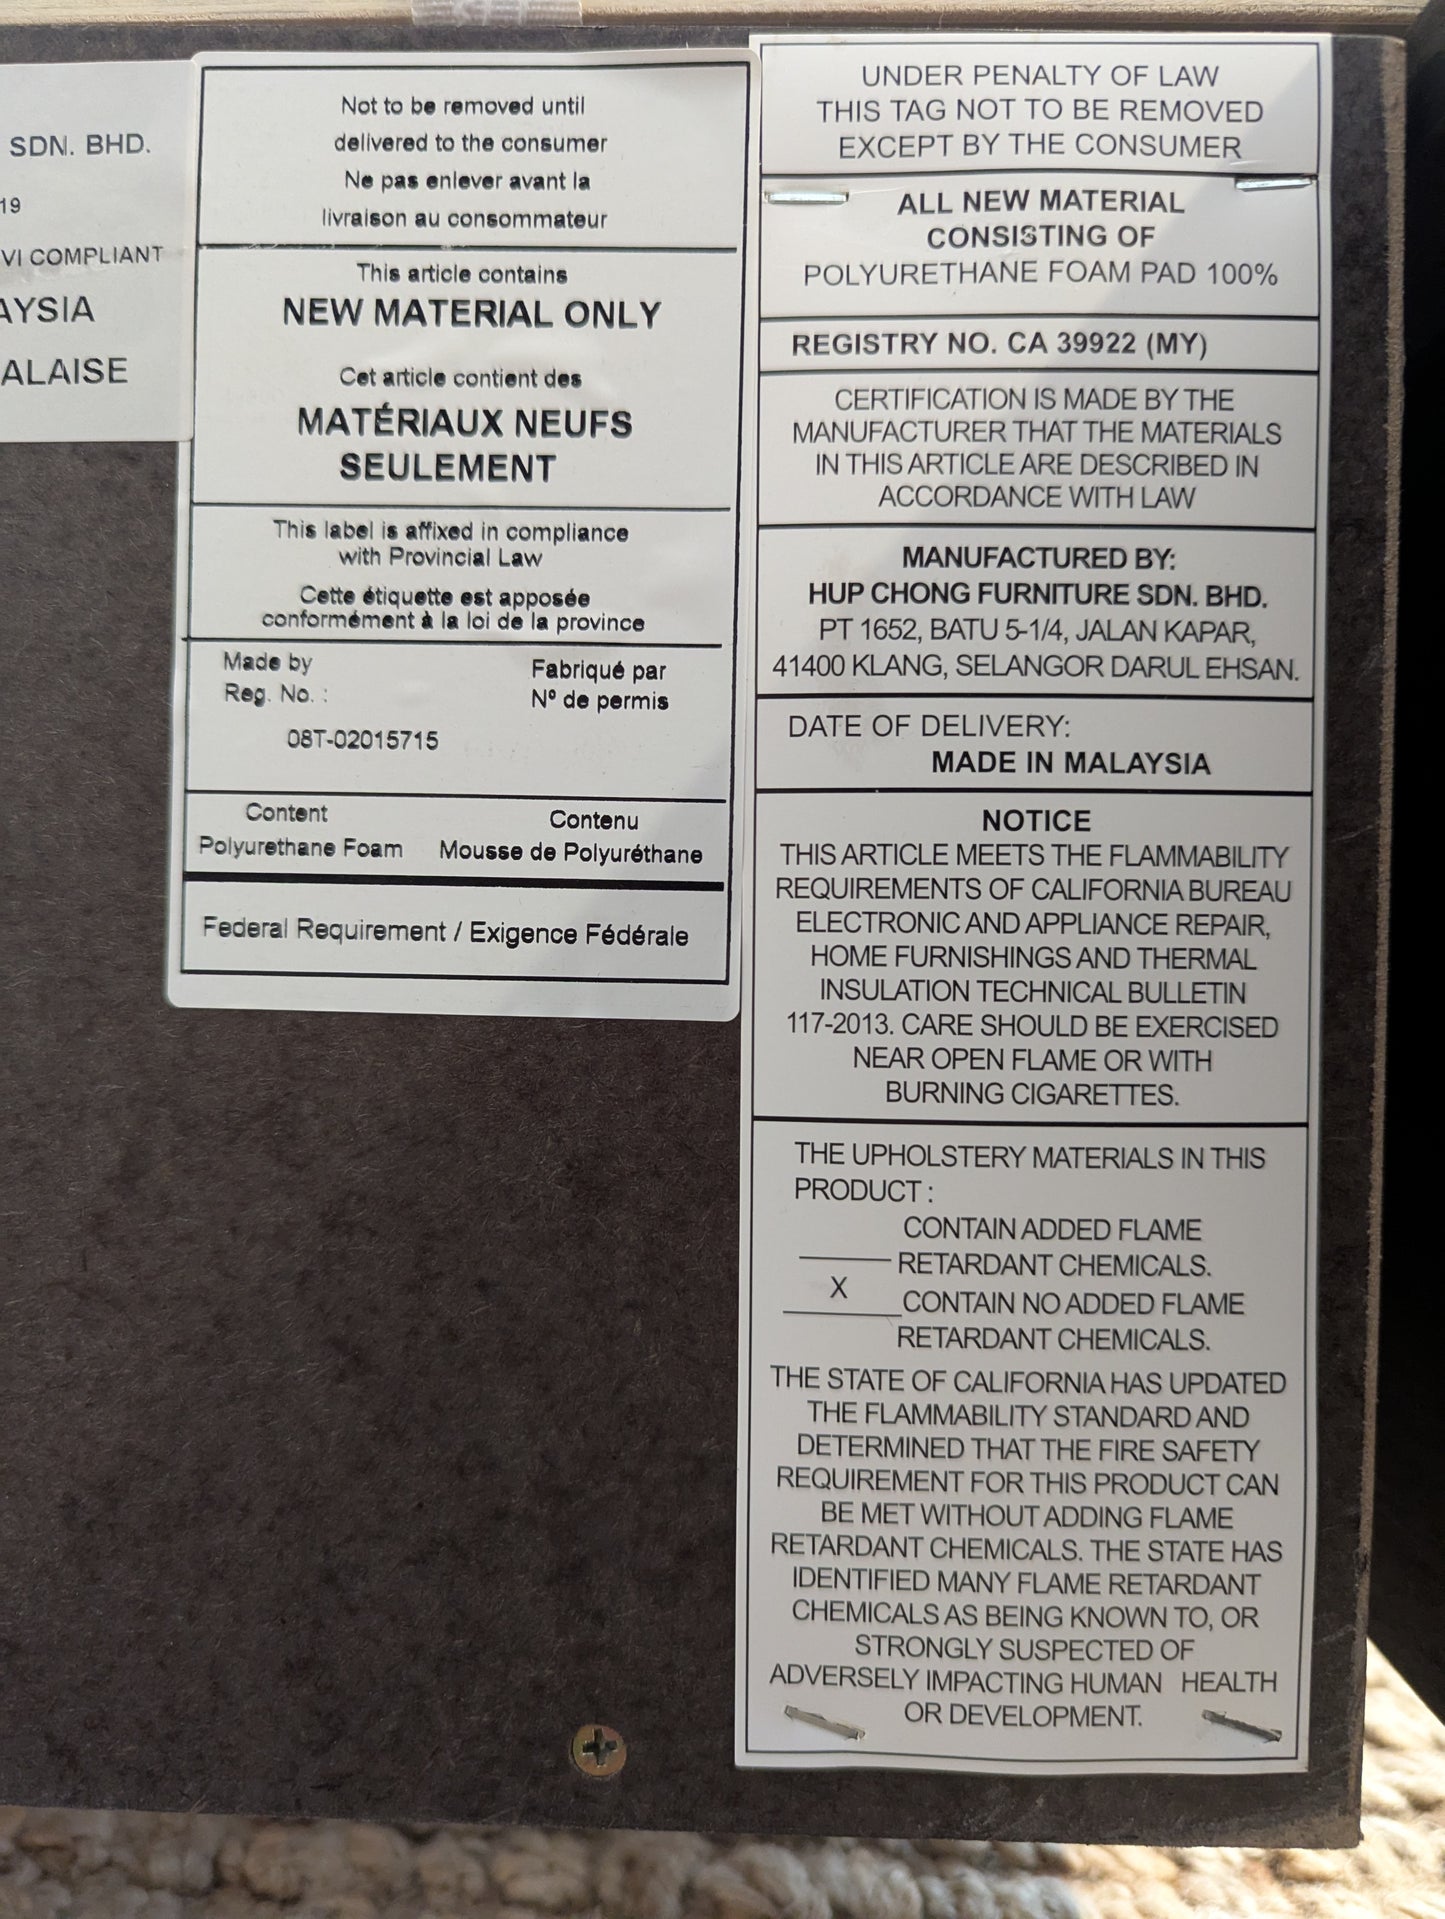 SDN. BHD.
19
VI COMPLIANT
AYSIA
ALAISE
Not to be removed until
delivered to the consumer
Ne pas enlever avant la
livraison au consommateur
This article contains
NEW MATERIAL ONLY
Cet article contient des
MATÉRIAUX NEUFS
SEULEMENT
This label is affixed in compliance
with Provincial Law
Cette étiquette est apposée
conformément à la loi de la province
Made by Fabriqué par
Reg. No. : Nº de permis
08T-02015715
Content Contenu
Polyurethane Foam Mousse de Polyuréthane
Federal Requirement / Exigence Fédérale
UNDER PENALTY OF LAW
THIS TAG NOT TO BE REMOVED
EXCEPT BY THE CONSUMER
ALL NEW MATERIAL
CONSISTING OF
POLYURETHANE FOAM PAD 100%
REGISTRY NO. CA 39922 (MY)
CERTIFICATION IS MADE BY THE
MANUFACTURER THAT THE MATERIALS
IN THIS ARTICLE ARE DESCRIBED IN
ACCORDANCE WITH LAW
MANUFACTURED BY:
HUP CHONG FURNITURE SDN. BHD.
PT 1652, BATU 5-1/4, JALAN KAPAR,
41400 KLANG, SELANGOR DARUL EHSAN.
DATE OF DELIVERY:
MADE IN MALAYSIA
NOTICE
THIS ARTICLE MEETS THE FLAMMABILITY
REQUIREMENTS OF CALIFORNIA BUREAU
ELECTRONIC AND APPLIANCE REPAIR,
HOME FURNISHINGS AND THERMAL
INSULATION TECHNICAL BULLETIN
117-2013. CARE SHOULD BE EXERCISED
NEAR OPEN FLAME OR WITH
BURNING CIGARETTES.
THE UPHOLSTERY MATERIALS IN THIS
PRODUCT :
CONTAIN ADDED FLAME
RETARDANT CHEMICALS.
X CONTAIN NO ADDED FLAME
RETARDANT CHEMICALS.
THE STATE OF CALIFORNIA HAS UPDATED
THE FLAMMABILITY STANDARD AND
DETERMINED THAT THE FIRE SAFETY
REQUIREMENT FOR THIS PRODUCT CAN
BE MET WITHOUT ADDING FLAME
RETARDANT CHEMICALS. THE STATE HAS
IDENTIFIED MANY FLAME RETARDANT
CHEMICALS AS BEING KNOWN TO, OR
STRONGLY SUSPECTED OF
ADVERSELY IMPACTING HUMAN HEALTH
OR DEVELOPMENT.